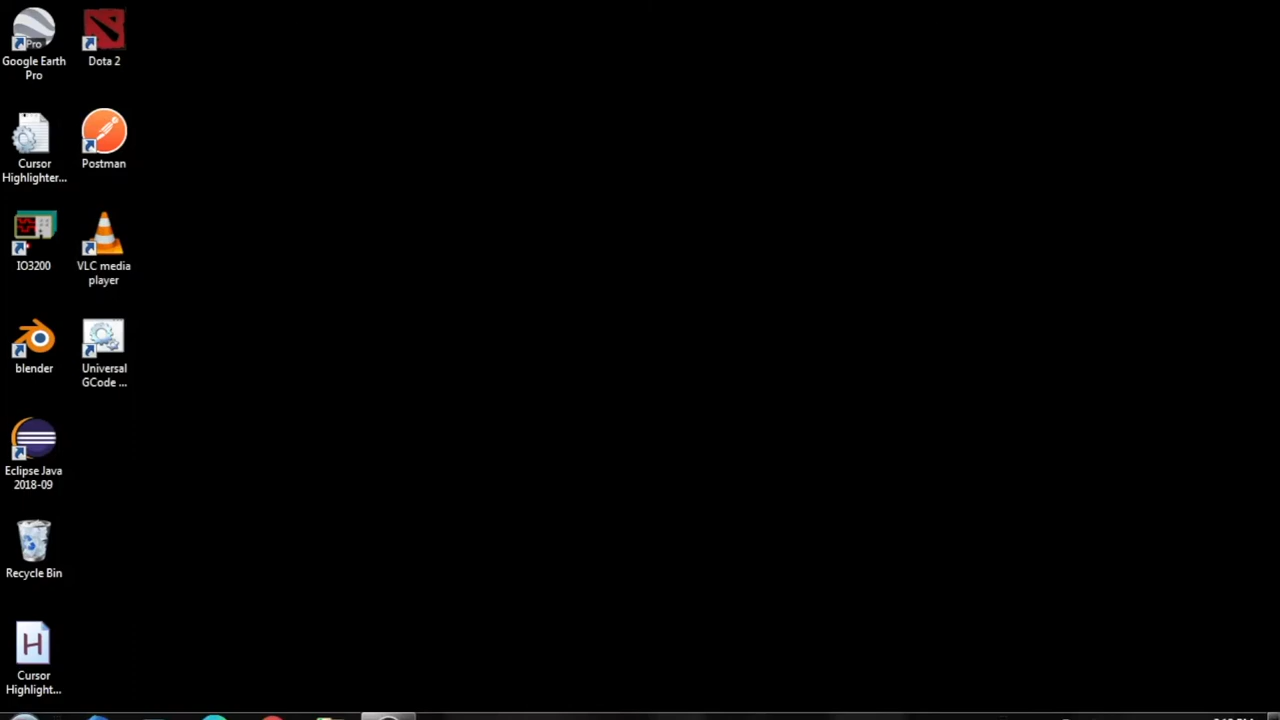 Pro
Google Earth
Pro
Dota 2
Cursor
Highlighter...
Postman
IO3200
VLC media
player
blender
Universal
GCode ...
Eclipse Java
2018-09
Recycle Bin
H
Cursor
Highlight...